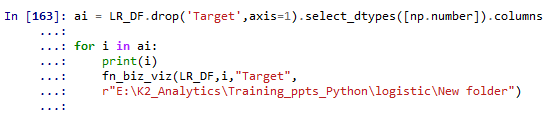 In [163]: ai = LR_DF.drop('Target',axis=1).select_dtypes([np.number]).columns
     ...:
     ...: for i in ai:
     ...:     print(i)
     ...:     fn_biz_viz(LR_DF,i,"Target",
     ...:     r"E:\K2_Analytics\Training_ppts_Python\logistic\New folder")
     ...: